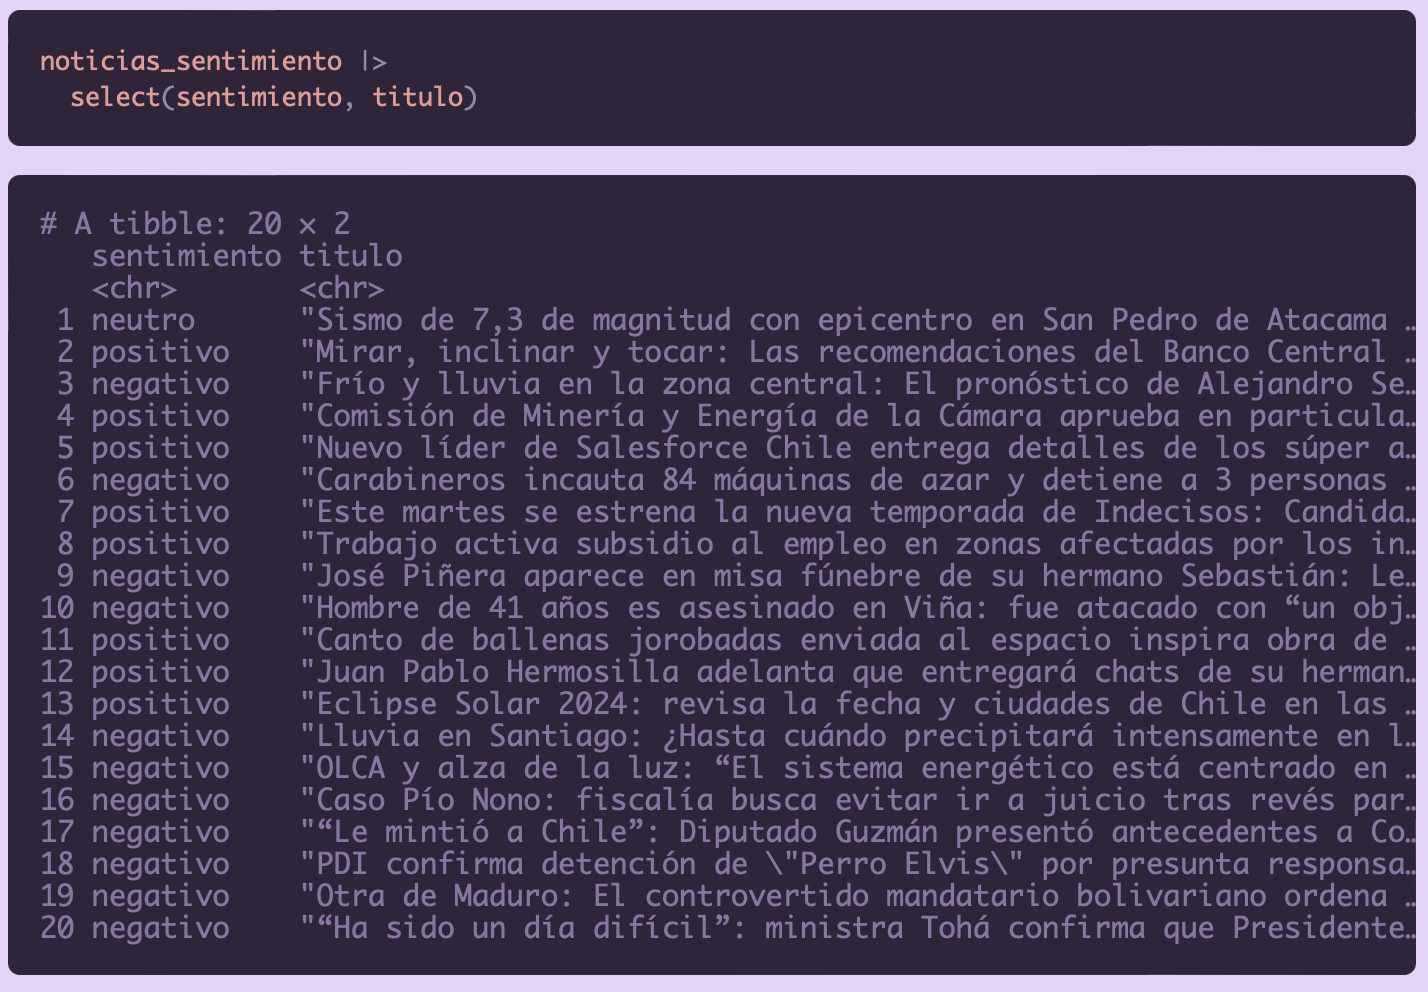 noticias_sentimiento |>
  select(sentimiento, titulo)
# A tibble: 20 × 2
   sentimiento titulo
   <chr>       <chr>
 1 neutro      "Sismo de 7,3 de magnitud con epicentro en San Pedro de Atacama …
 2 positivo    "Mirar, inclinar y tocar: Las recomendaciones del Banco Central …
 3 negativo    "Frío y lluvia en la zona central: El pronóstico de Alejandro Se…
 4 positivo    "Comisión de Minería y Energía de la Cámara aprueba en particula…
 5 positivo    "Nuevo líder de Salesforce Chile entrega detalles de los súper a…
 6 negativo    "Carabineros incauta 84 máquinas de azar y detiene a 3 personas …
 7 positivo    "Este martes se estrena la nueva temporada de Indecisos: Candida…
 8 positivo    "Trabajo activa subsidio al empleo en zonas afectadas por los in…
 9 negativo    "José Piñera aparece en misa fúnebre de su hermano Sebastián: Le…
10 negativo    "Hombre de 41 años es asesinado en Viña: fue atacado con “un obj…
11 positivo    "Canto de ballenas jorobadas enviada al espacio inspira obra de …
12 positivo    "Juan Pablo Hermosilla adelanta que entregará chats de su herman…
13 positivo    "Eclipse Solar 2024: revisa la fecha y ciudades de Chile en las …
14 negativo    "Lluvia en Santiago: ¿Hasta cuándo precipitará intensamente en l…
15 negativo    "OLCA y alza de la luz: “El sistema energético está centrado en …
16 negativo    "Caso Pío Nono: fiscalía busca evitar ir a juicio tras revés par…
17 negativo    "“Le mintió a Chile”: Diputado Guzmán presentó antecedentes a Co…
18 negativo    "PDI confirma detención de \"Perro Elvis\" por presunta responsa…
19 negativo    "Otra de Maduro: El controvertido mandatario bolivariano ordena …
20 negativo    "“Ha sido un día difícil”: ministra Tohá confirma que Presidente…